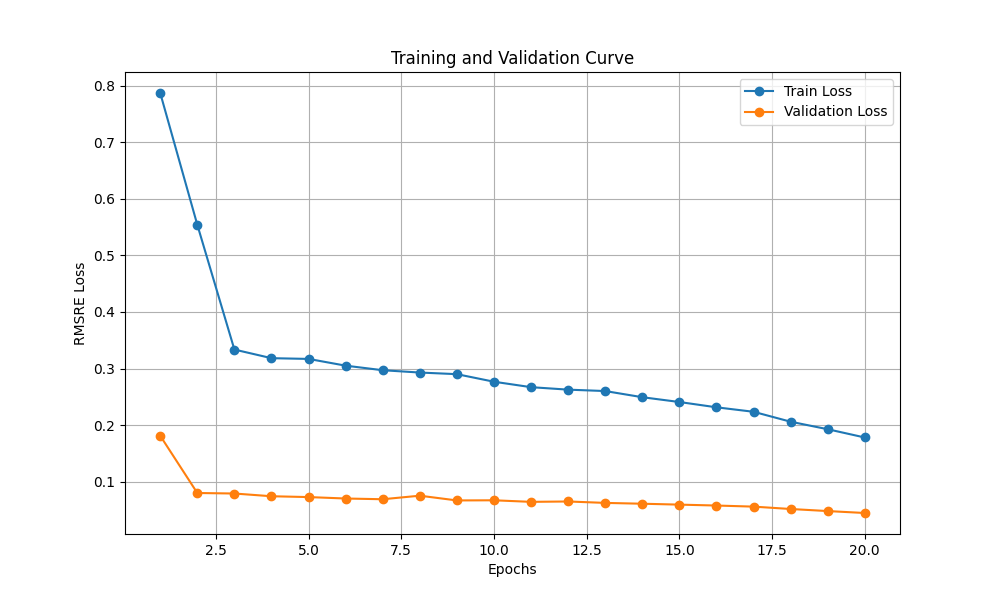 Training and Validation Curve
Train Loss
Validation Loss
RMSRE Loss
0.8
0.7
0.6
0.5
0.4
0.3
0.2
0.1
2.5 5.0 7.5 10.0 12.5 15.0 17.5 20.0
Epochs